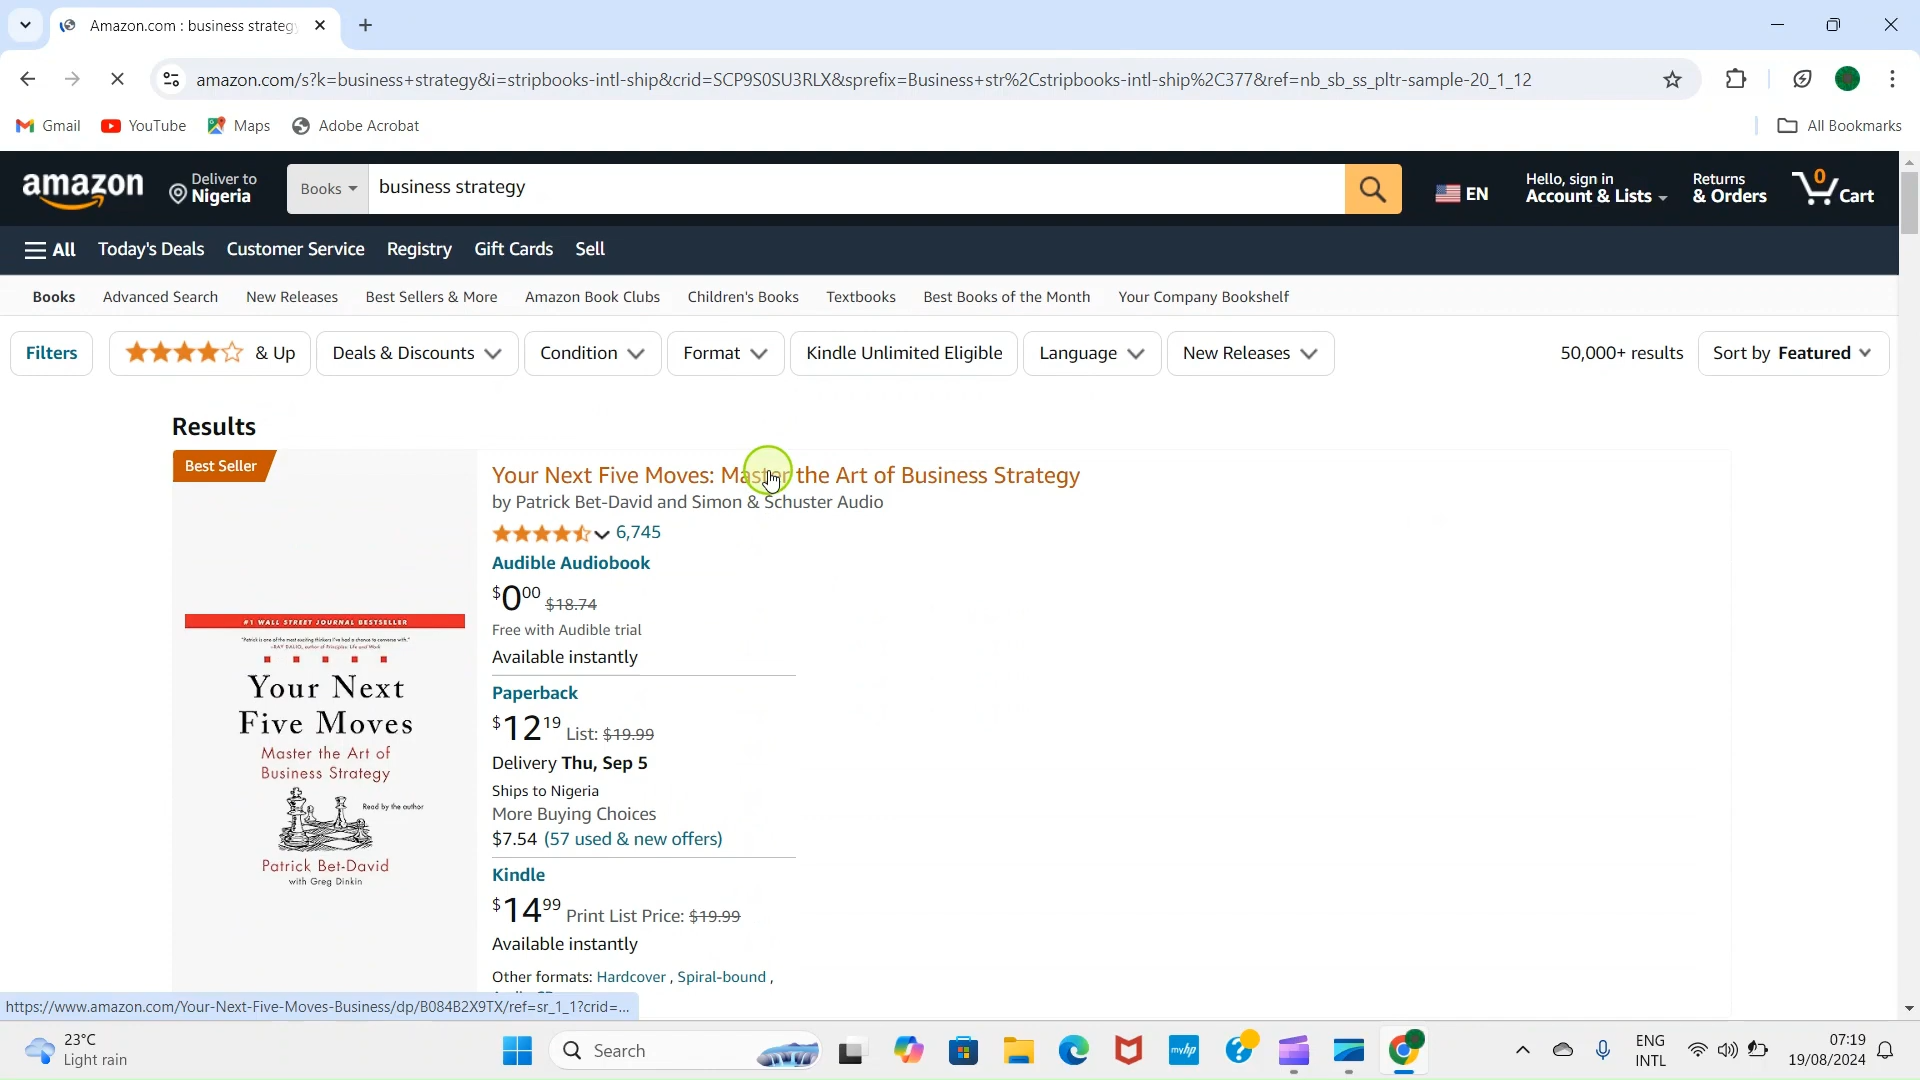 Amazon.com : business strateg
amazon.com/s?k=business+strategy&i=stripbooks-intl-ship&crid=SCP9S0SU3RLX&sprefix=Business+str%2Cstripbooks-intl-ship%2C377&ref=nb_sb_ss_pltr-sample-20_1_12
Gmail YouTube Maps Adobe Acrobat All Bookmarks
amazon Deliver to Nigeria Books business strategy EN Hello, sign in Account & Lists Returns & Orders 0 Cart
All Today's Deals Customer Service Registry Gift Cards Sell
Books Advanced Search New Releases Best Sellers & More Amazon Book Clubs Children's Books Textbooks Best Books of the Month Your Company Bookshelf
Filters & Up Deals & Discounts Condition Format Kindle Unlimited Eligible Language New Releases 50,000+ results Sort by Featured
Results
Best Seller
#1 WALL STREET JOURNAL BESTSELLER
Your Next
Five Moves
Master the Art of
Business Strategy
Read by the author
Patrick Bet-David
with Greg Dinkin
Your Next Five Moves: Master the Art of Business Strategy
by Patrick Bet-David and Simon & Schuster Audio
6,745
Audible Audiobook
$0.00 $18.74
Free with Audible trial
Available instantly
Paperback
$12.19 List: $19.99
Delivery Thu, Sep 5
Ships to Nigeria
More Buying Choices
$7.54 (57 used & new offers)
Kindle
$14.99 Print List Price: $19.99
Available instantly
Other formats: Hardcover , Spiral-bound ,
https://www.amazon.com/Your-Next-Five-Moves-Business/dp/B084B2X9TX/ref=sr_1_1?crid=...
23°C
Light rain
Search
myhp
ENG
INTL
07:19
19/08/2024